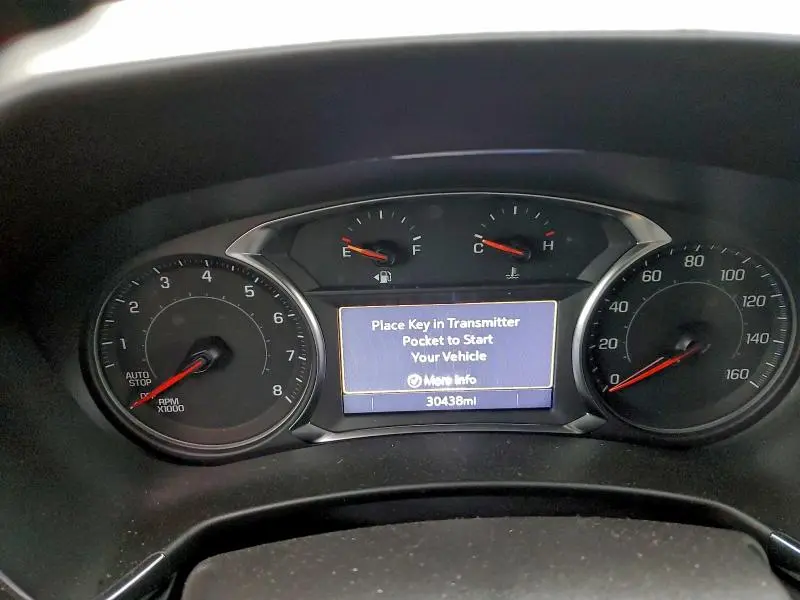 E F
C H
1 2 3 4 5 6 7 8
AUTO
STOP
RPM
X1000
Place Key in Transmitter
Pocket to Start
Your Vehicle
More Info
30438mi
0 20 40 60 80 100 120 140 160